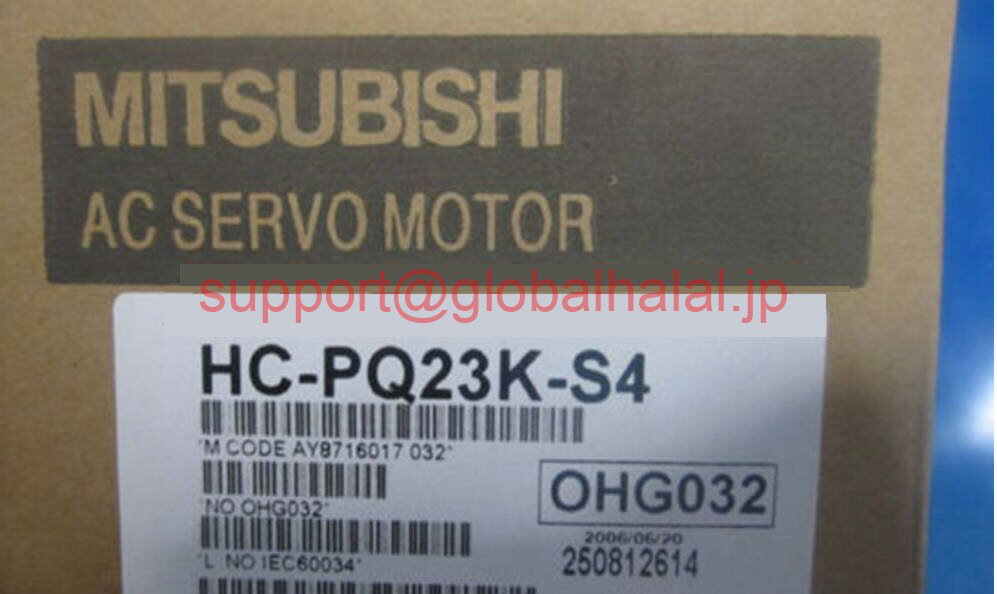 MITSUBISHI
AC SERVO MOTOR
support@globalhalal.jp
HC-PQ23K-S4
*M CODE AY8716017 032*
*NO OHG032*
OHG032
2006/06/20
*L NO IEC60034*
250812614